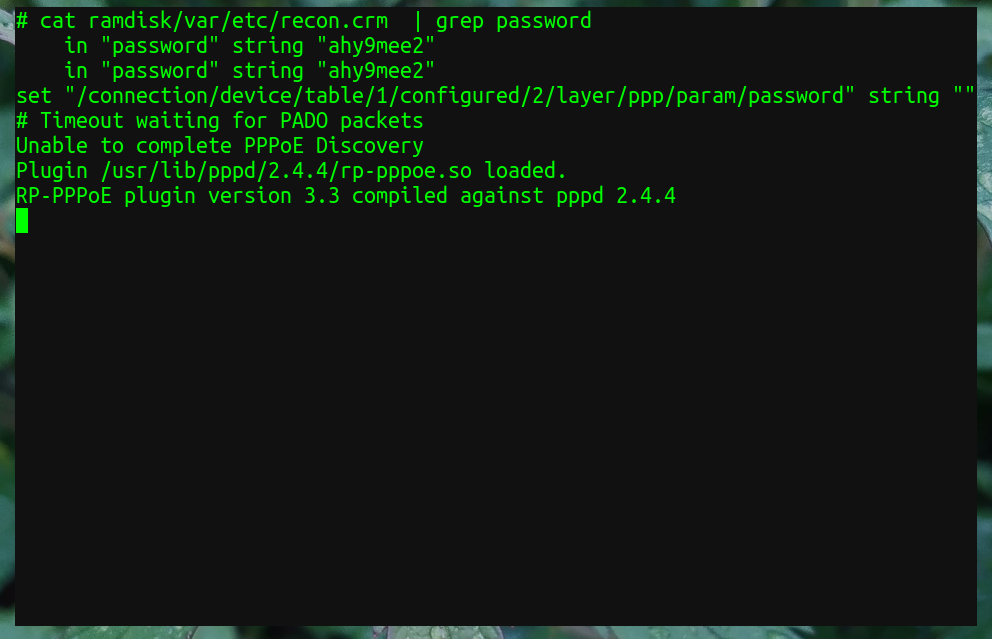 # cat ramdisk/var/etc/recon.crm  | grep password
    in "password" string "ahy9mee2"
    in "password" string "ahy9mee2"
set "/connection/device/table/1/configured/2/layer/ppp/param/password" string ""
# Timeout waiting for PADO packets
Unable to complete PPPoE Discovery
Plugin /usr/lib/pppd/2.4.4/rp-pppoe.so loaded.
RP-PPPoE plugin version 3.3 compiled against pppd 2.4.4